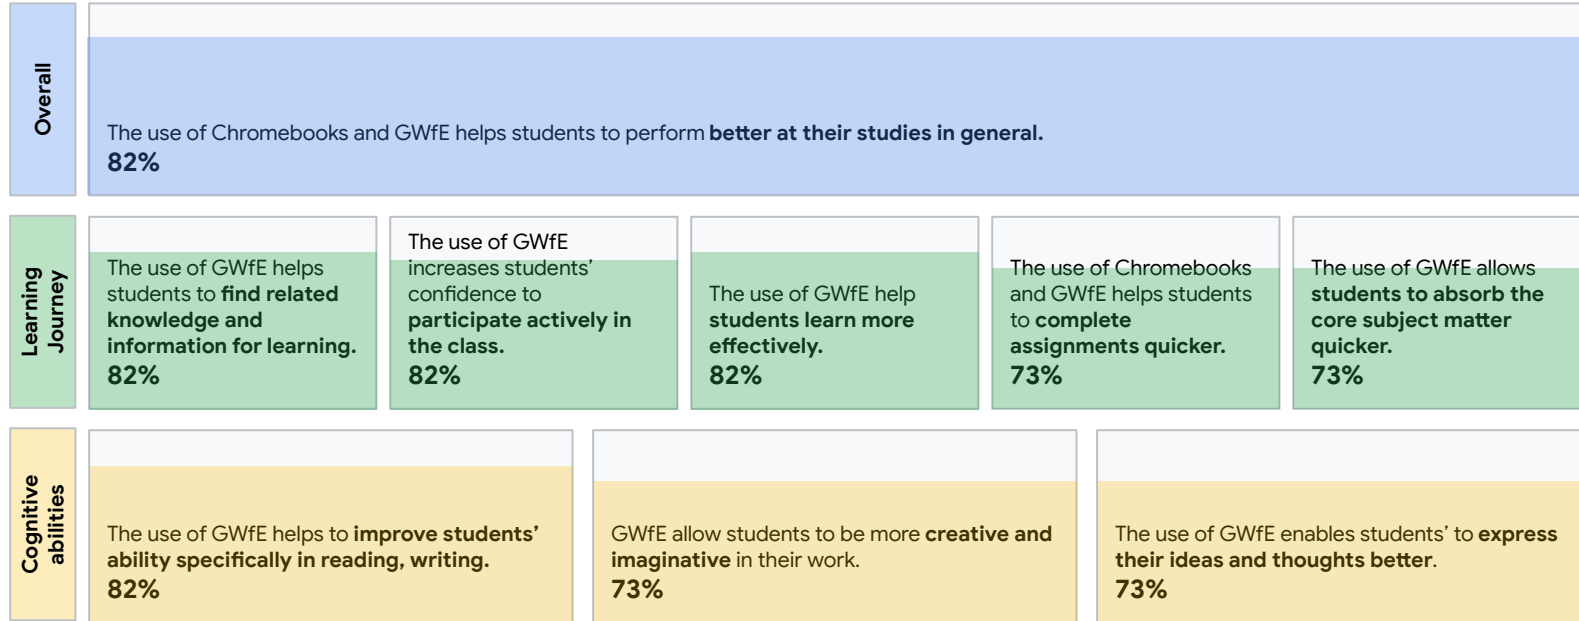 Overall
The use of Chromebooks and GWfE helps students to perform better at their studies in general.
82%
Learning
Journey
The use of GWfE helps
students to find related
knowledge and
information for learning.
82%
The use of GWfE
increases students’
confidence to
participate actively in
the class.
82%
The use of GWfE help
students learn more
effectively.
82%
The use of Chromebooks
and GWfE helps students
to complete
assignments quicker.
73%
The use of GWfE allows
students to absorb the
core subject matter
quicker.
73%
Cognitive
abilities
The use of GWfE helps to improve students’
ability specifically in reading, writing.
82%
GWfE allow students to be more creative and
imaginative in their work.
73%
The use of GWfE enables students’ to express
their ideas and thoughts better.
73%